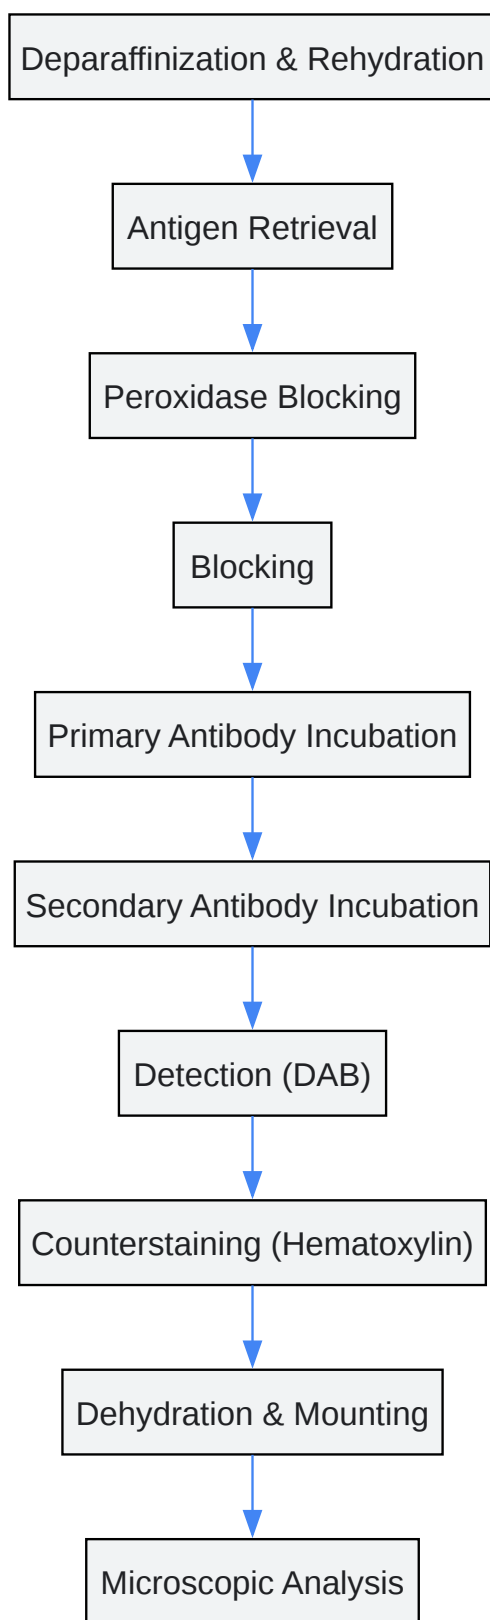 Deparaffinization & Rehydration
Antigen Retrieval
Peroxidase Blocking
Blocking
Primary Antibody Incubation
Secondary Antibody Incubation
Detection (DAB)
Counterstaining (Hematoxylin)
Dehydration & Mounting
Microscopic Analysis